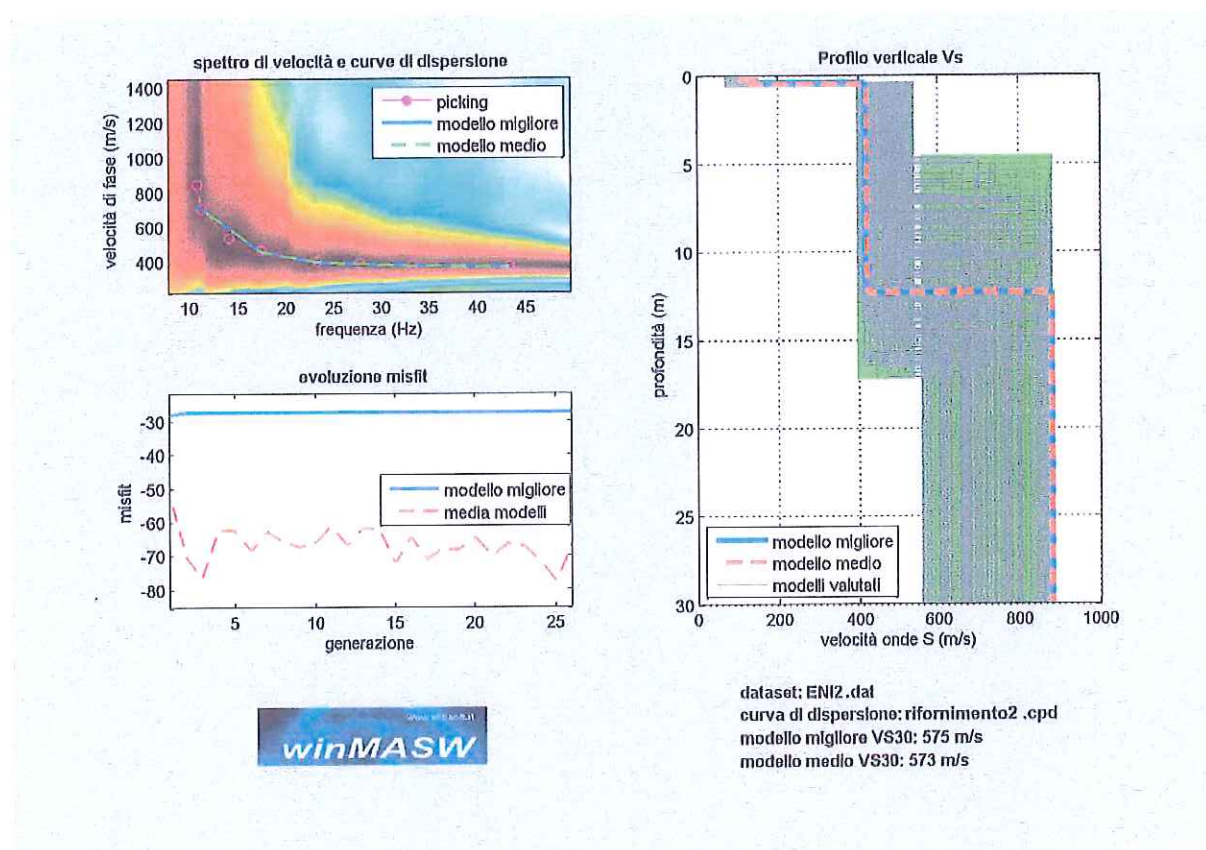 spettro di velocità e curve di dispersione
velocità di fase (m/s)
1400
1200
1000
800
600
400
picking
modello migliore
modello medio
10 15 20 25 30 35 40 45
frequenza (Hz)
evoluzione misfit
misfit
-30
-40
-50
-60
-70
-80
modello migliore
media modelli
5 10 15 20 25
generazione
winMASW
Profilo verticale Vs
profondità (m)
0
5
10
15
20
25
30
modello migliore
modello medio
modelli valutati
0 200 400 600 800 1000
velocità onde S (m/s)
dataset: ENI2.dat
curva di dispersione: rifornimento2 .cpd
modello migliore VS30: 575 m/s
modello medio VS30: 573 m/s